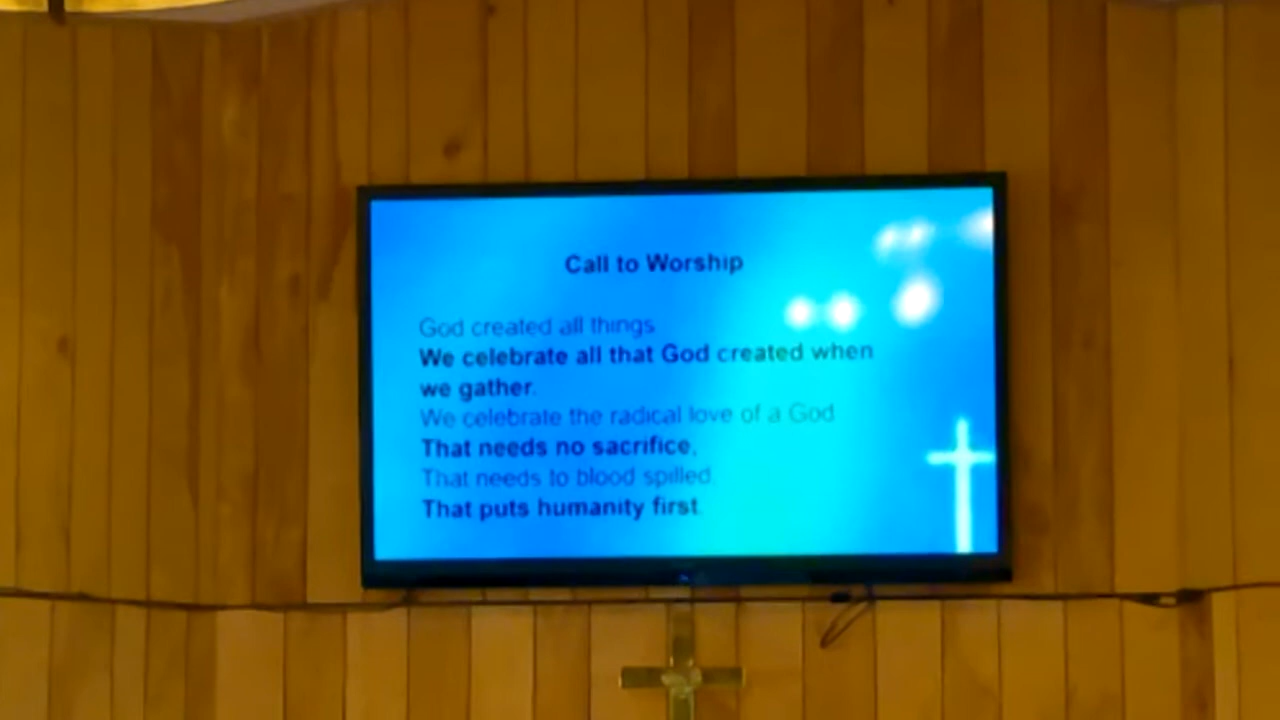 Call to Worship
God created all things
We celebrate all that God created when
we gather.
We celebrate the radical love of a God
That needs no sacrifice,
That needs to blood spilled.
That puts humanity first.